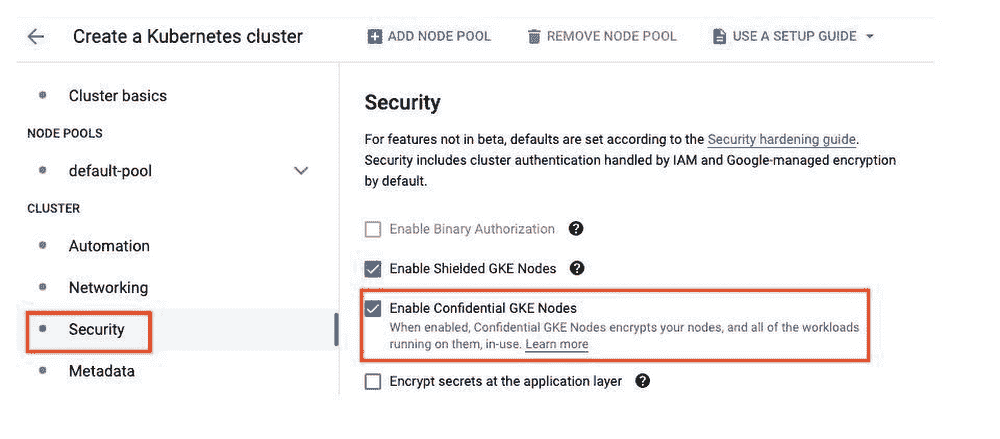 Create a Kubernetes cluster
ADD NODE POOL
REMOVE NODE POOL
USE A SETUP GUIDE
Cluster basics
NODE POOLS
default-pool
CLUSTER
Automation
Networking
Security
Metadata
Security
For features not in beta, defaults are set according to the Security hardening guide.
Security includes cluster authentication handled by IAM and Google-managed encryption
by default.
Enable Binary Authorization
Enable Shielded GKE Nodes
Enable Confidential GKE Nodes
When enabled, Confidential GKE Nodes encrypts your nodes, and all of the workloads
running on them, in-use. Learn more
Encrypt secrets at the application layer